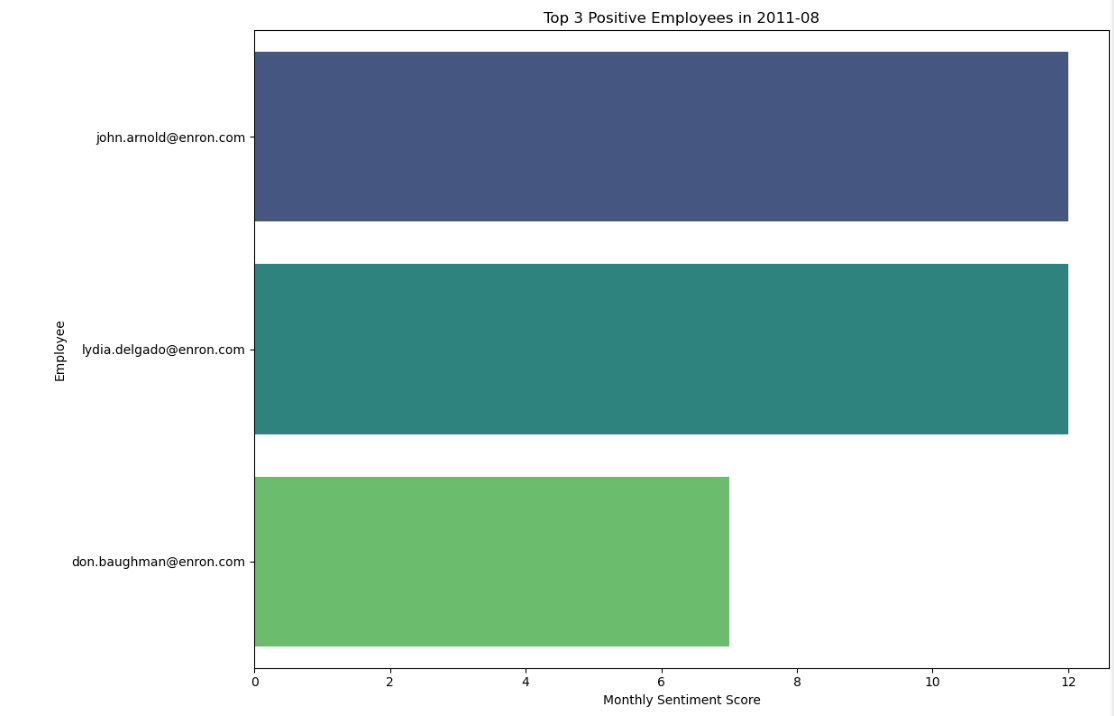 Top 3 Positive Employees in 2011-08
Employee
john.arnold@enron.com
lydia.delgado@enron.com
don.baughman@enron.com
0 2 4 6 8 10 12
Monthly Sentiment Score